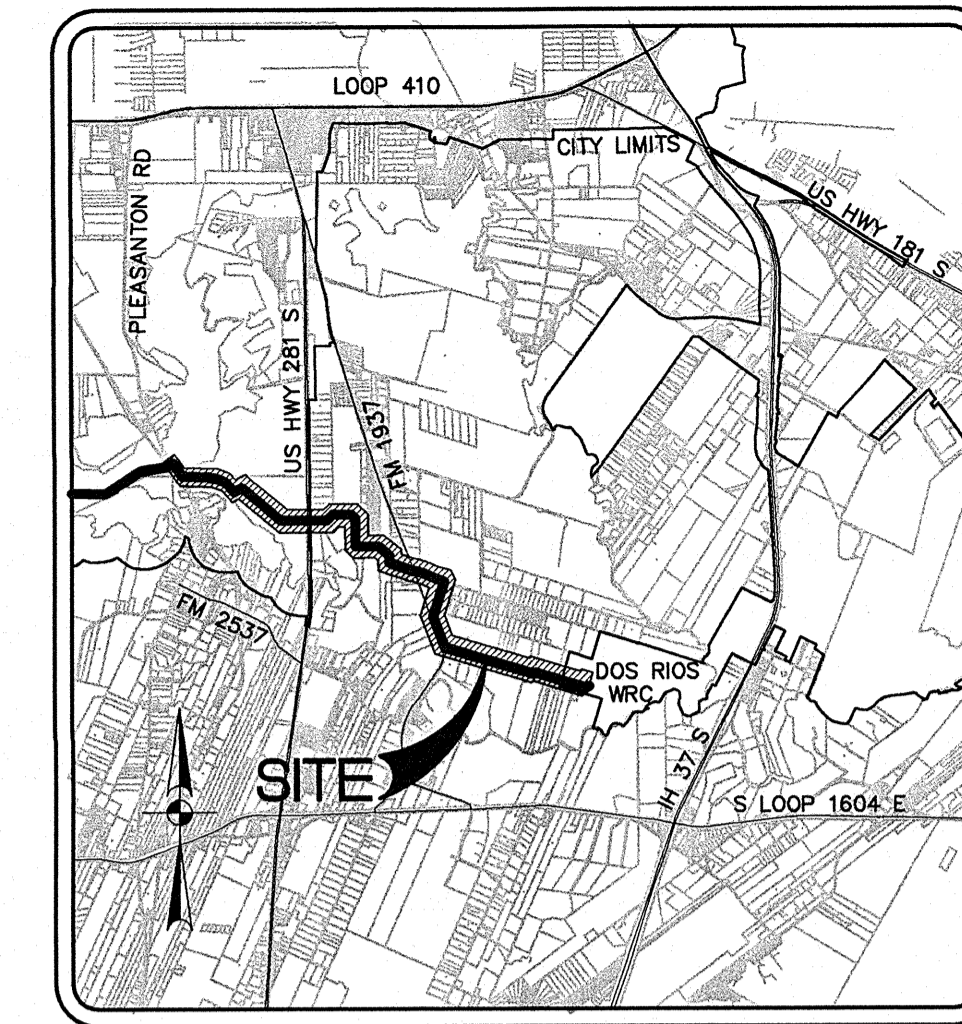 LOOP 410
CITY LIMITS
PLEASANTON RD
US HWY 181 S
US HWY 281 S
FM 1937
FM 2537
DOS RIOS
WRC
SITE
IH 37 S
S LOOP 1604 E